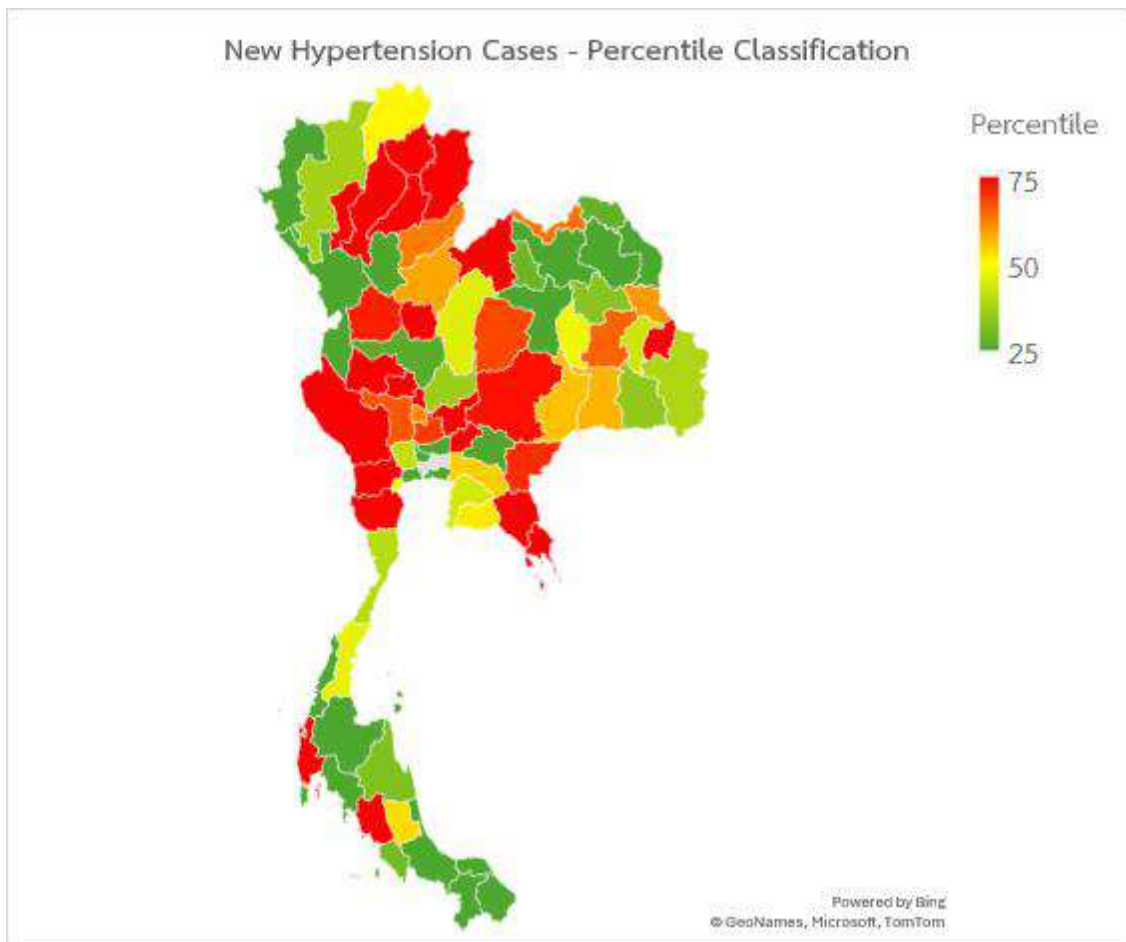 New Hypertension Cases - Percentile Classification
Percentile
75
50
25
Powered by Bing
© GeoNames, Microsoft, TomTom